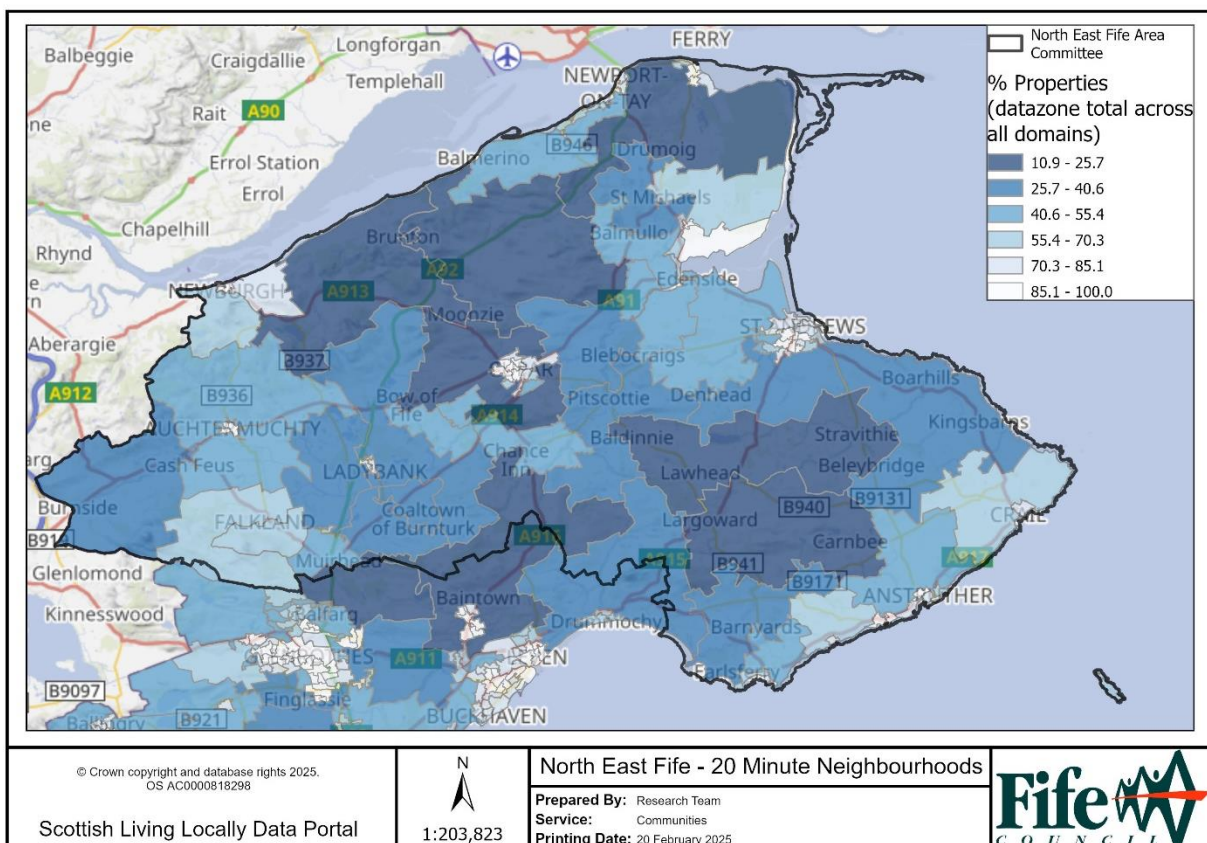 Balbeggie
Craigdallie
Longforgan
Templehall
FERRY
NEWPORT-
ON-TAY
Rait
A90
Errol Station
Errol
Chapelhill
Rhynd
Aberargie
A912
Balmerino
B946
Drumoig
St Michaels
Balmullo
Brunton
A92
A913
NEWBURGH
Moonzie
A91
Edenside
ST ANDREWS
B937
CUPAR
Blebocraigs
B936
Bow of
Fife
A914
Pitscottie
Denhead
Boarhills
Kingsbarns
AUCHTERMUCHTY
Cash Feus
LADYBANK
Chance
Inn
Baldinnie
Stravithie
Lawhead
Beleybridge
Burnside
FALKLAND
Coaltown
of Burnturk
Largoward
B940
B9131
CRAIL
Muirhead
A916
A915
B941
Carnbee
A917
B9171
ANSTRUTHER
Glenlomond
Kinnesswood
Baintown
Drummochy
Barnyards
Earlsferry
A911
B9097
Finglassie
B921
BUCKHAVEN
North East Fife Area
Committee
% Properties
(datazone total across
all domains)
10.9 - 25.7
25.7 - 40.6
40.6 - 55.4
55.4 - 70.3
70.3 - 85.1
85.1 - 100.0
© Crown copyright and database rights 2025.
OS AC0000818298
Scottish Living Locally Data Portal
N
1:203,823
North East Fife - 20 Minute Neighbourhoods
Prepared By: Research Team
Service: Communities
Printing Date: 20 February 2025
Fife
COUNCIL